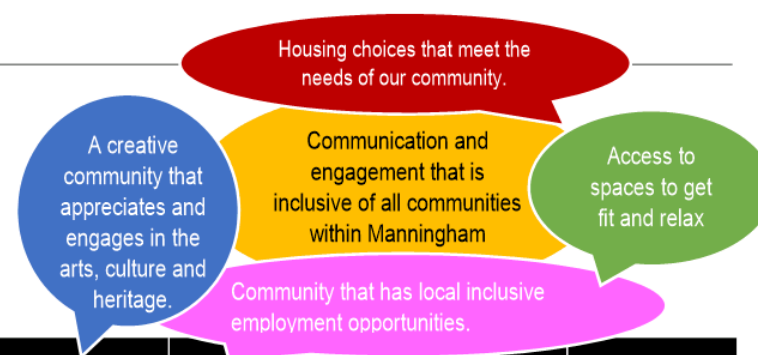 Housing choices that meet the
needs of our community.
A creative
community that
appreciates and
engages in the
arts, culture and
heritage.
Communication and
engagement that is
inclusive of all communities
within Manningham
Access to
spaces to get
fit and relax
Community that has local inclusive
employment opportunities.